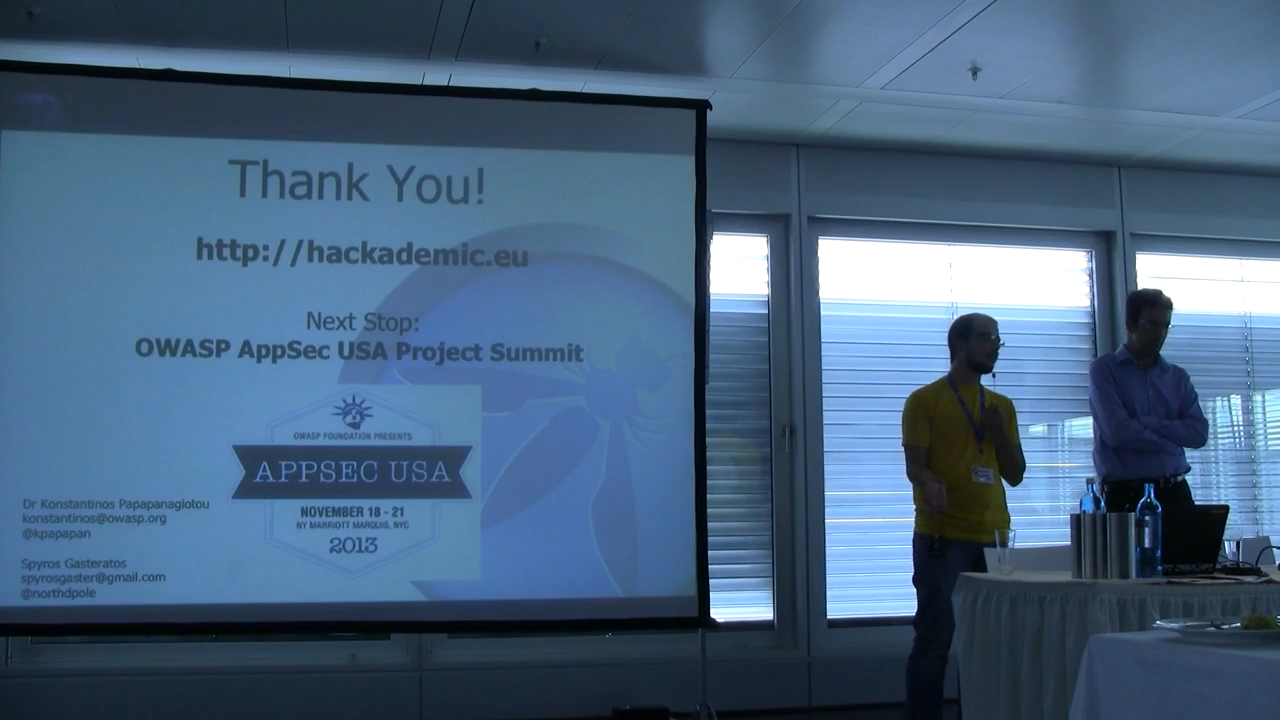 Thank You!
http://hackademic.eu
Next Stop:
OWASP AppSec USA Project Summit
OWASP FOUNDATION PRESENTS
APPSEC USA
NOVEMBER 18 - 21
NY MARRIOTT MARQUIS, NYC
2013
Dr Konstantinos Papapanagiotou
konstantinos@owasp.org
@kpapapan
Spyros Gasteratos
spyrosgaster@gmail.com
@northdpole